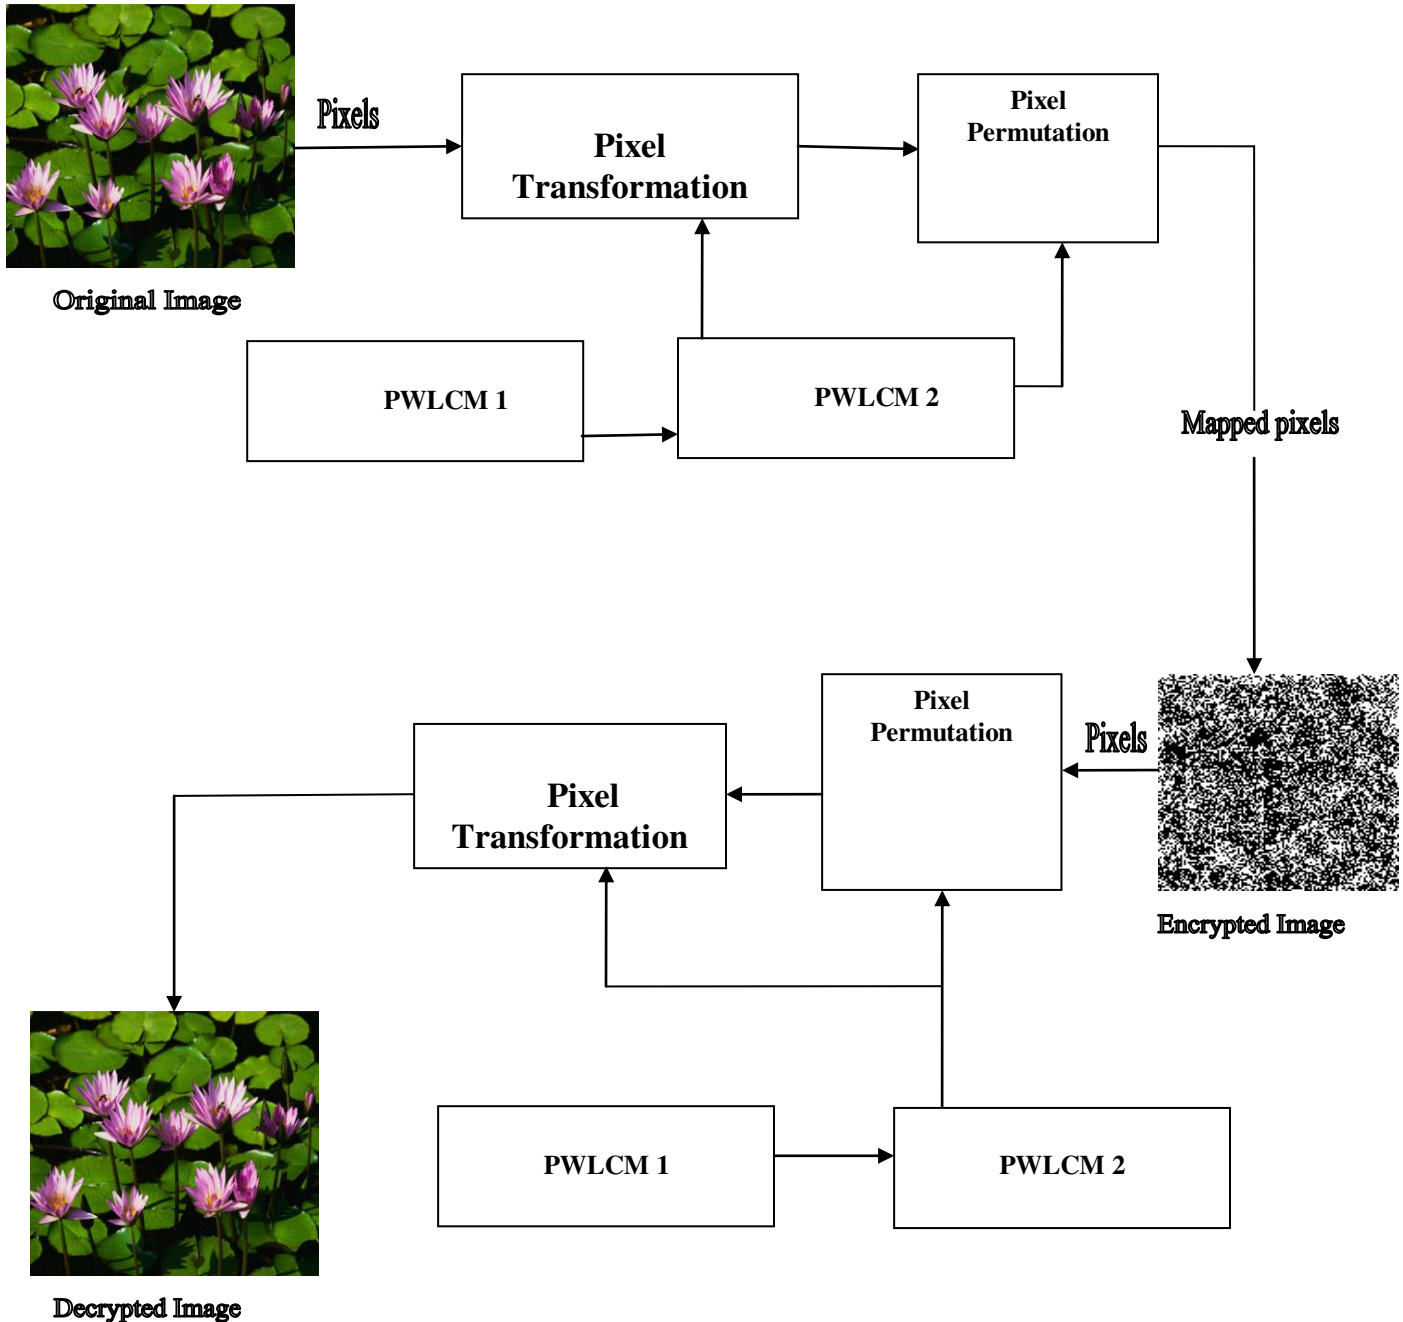 Pixels
Pixel
Transformation
Pixel
Permutation
Original Image
PWLCM 1
PWLCM 2
Mapped pixels
Pixel
Permutation
Pixels
Pixel
Transformation
Encrypted Image
PWLCM 1
PWLCM 2
Decrypted Image